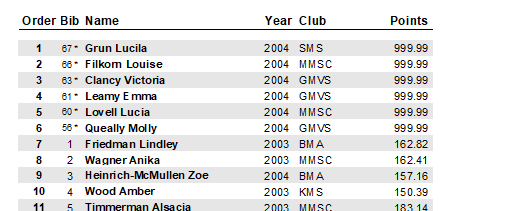 Order Bib Name Year Club Points
1 67* Grun Lucila 2004 SMS 999.99
2 66* Filkorn Louise 2004 MMSC 999.99
3 63* Clancy Victoria 2004 GMVS 999.99
4 61* Leamy Emma 2004 GMVS 999.99
5 60* Lovell Lucia 2004 MMSC 999.99
6 56* Queally Molly 2004 GMVS 999.99
7 1 Friedman Lindley 2003 BMA 162.82
8 2 Wagner Anika 2003 MMSC 162.41
9 3 Heinrich-McMullen Zoe 2004 BMA 157.16
10 4 Wood Amber 2003 KMS 150.39
11 5 Timmerman Alsacia 2003 MMSC 183.14